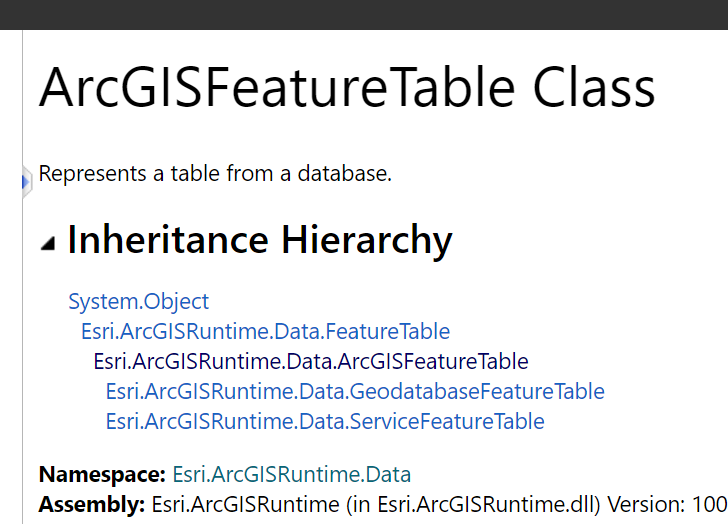 ArcGISFeatureTable Class
Represents a table from a database.
Inheritance Hierarchy
System.Object
Esri.ArcGISRuntime.Data.FeatureTable
Esri.ArcGISRuntime.Data.ArcGISFeatureTable
Esri.ArcGISRuntime.Data.GeodatabaseFeatureTable
Esri.ArcGISRuntime.Data.ServiceFeatureTable
Namespace: Esri.ArcGISRuntime.Data
Assembly: Esri.ArcGISRuntime (in Esri.ArcGISRuntime.dll) Version: 100